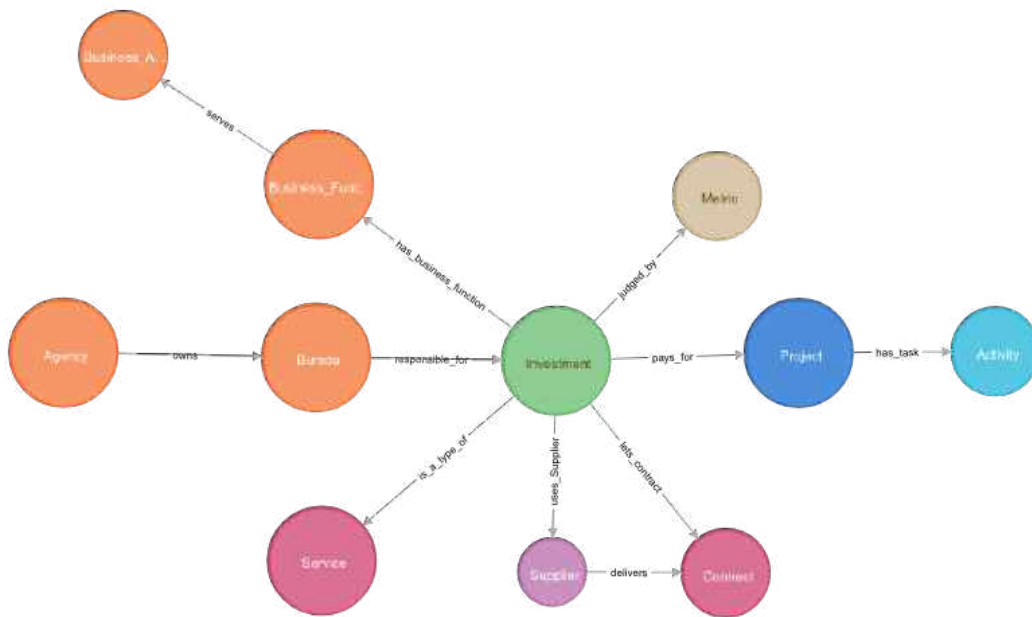 Business_A...
serves
Business_Func...
Metric
has_business_function
judged_by
Agency
owns
Bureau
responsible_for
Investment
pays_for
Project
has_task
Activity
is_a_type_of
uses_Supplier
lets_contract
Service
Supplier
delivers
Contract